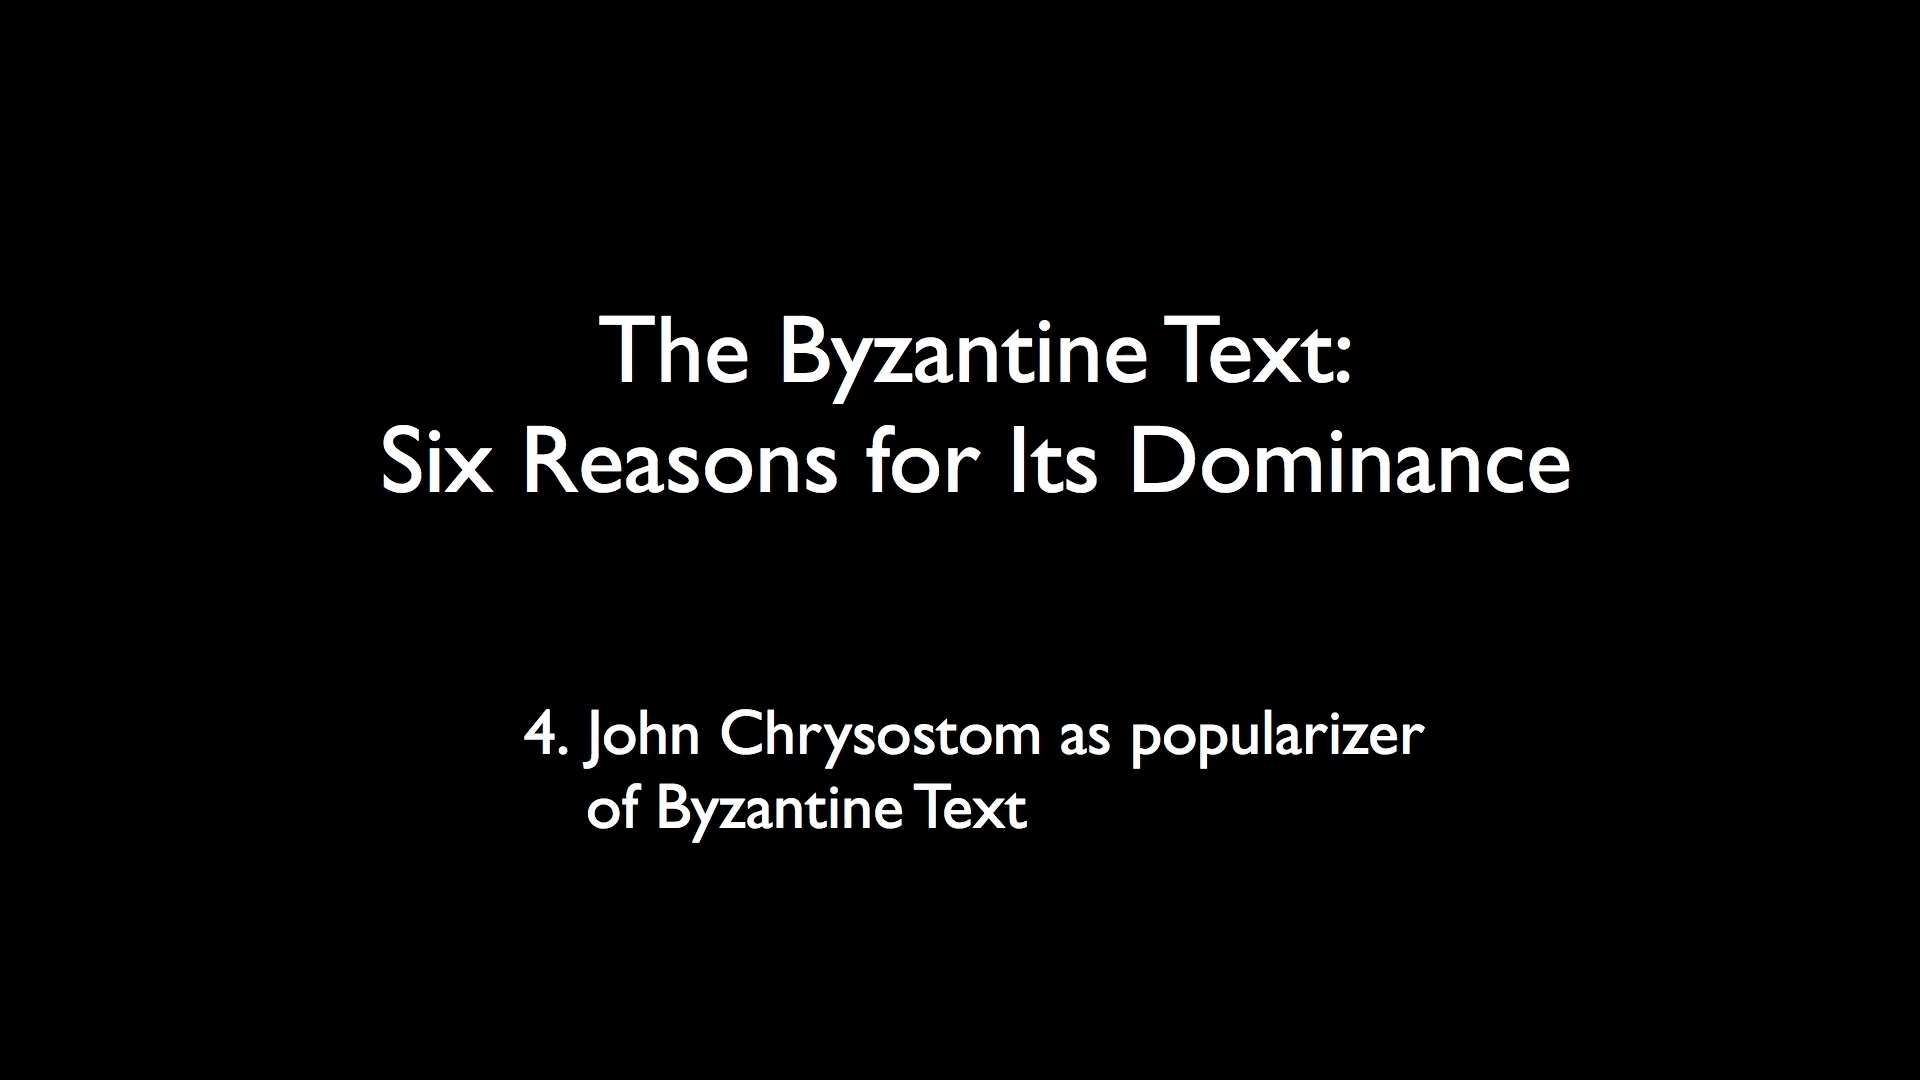 The Byzantine Text:
Six Reasons for Its Dominance
4. John Chrysostom as popularizer
of Byzantine Text